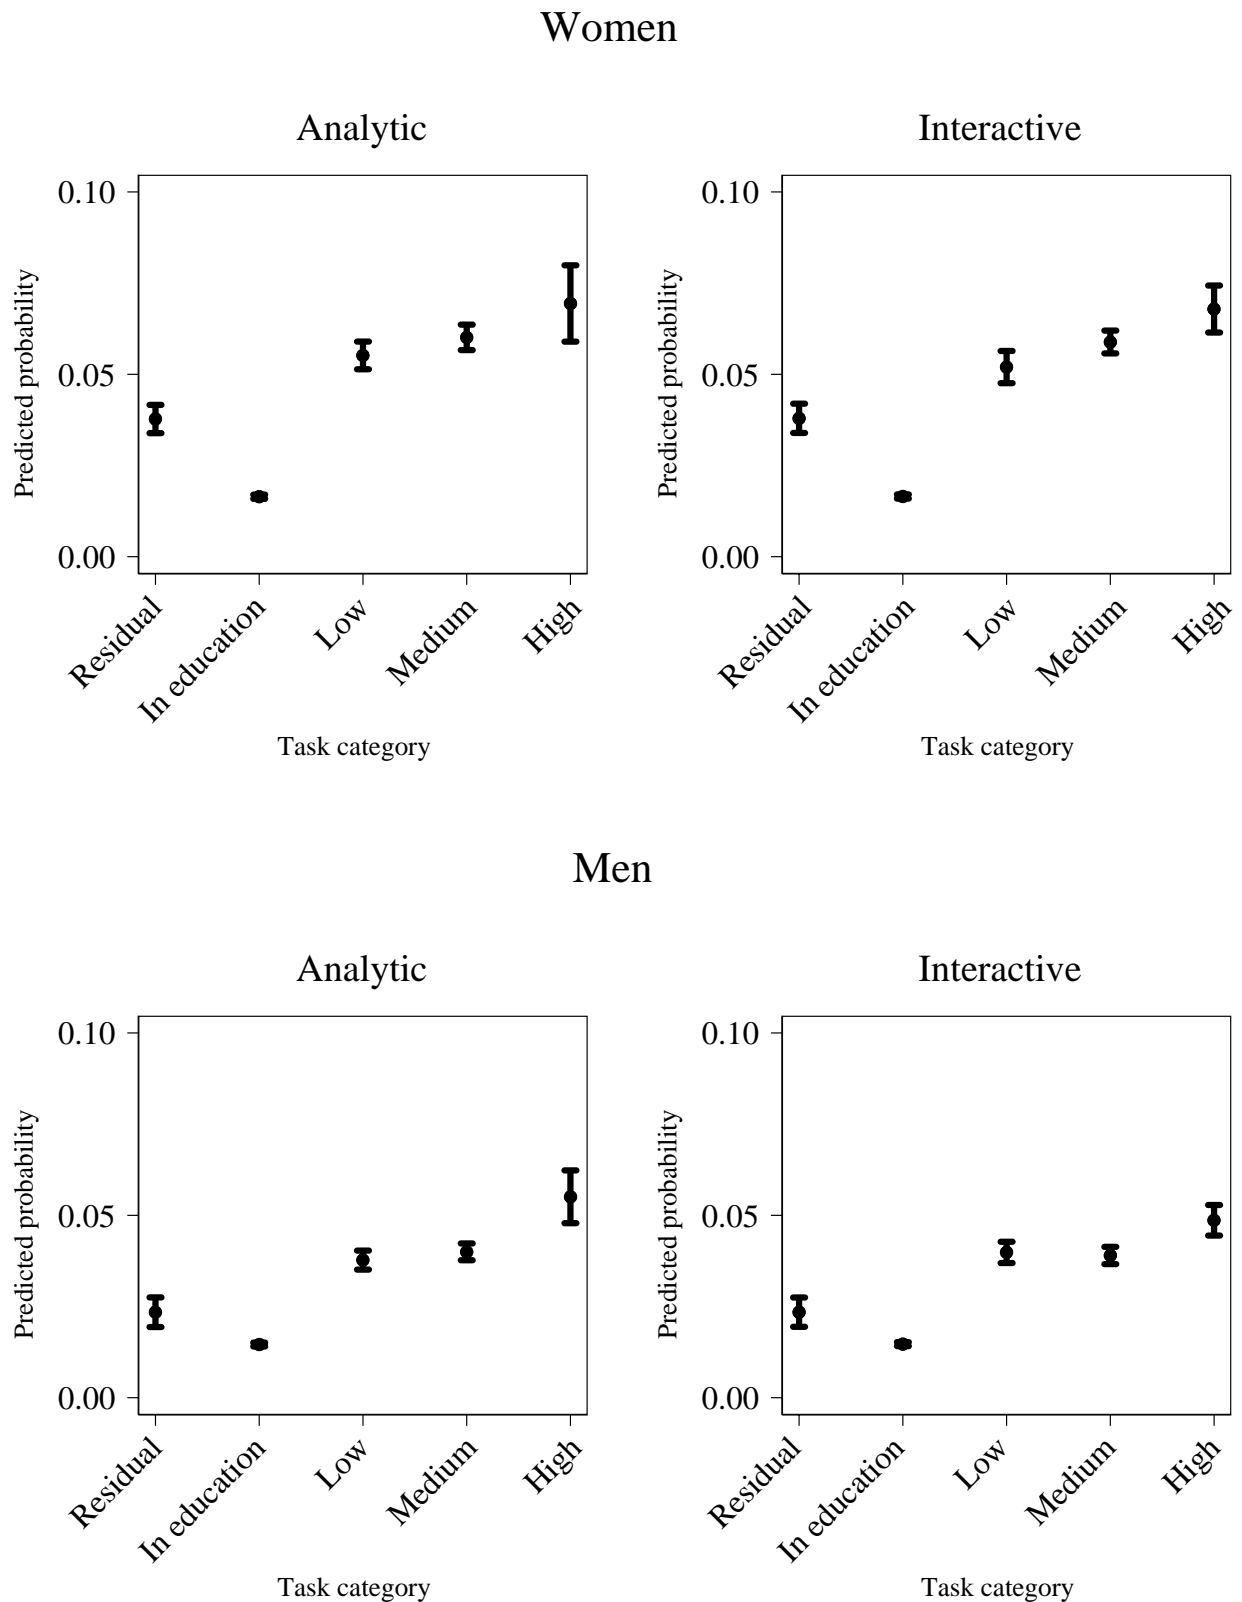 Women
Analytic
Predicted probability
0.10
0.05
0.00
Residual
In education
Low
Medium
High
Task category
Interactive
Predicted probability
0.10
0.05
0.00
Residual
In education
Low
Medium
High
Task category
Men
Analytic
Predicted probability
0.10
0.05
0.00
Residual
In education
Low
Medium
High
Task category
Interactive
Predicted probability
0.10
0.05
0.00
Residual
In education
Low
Medium
High
Task category